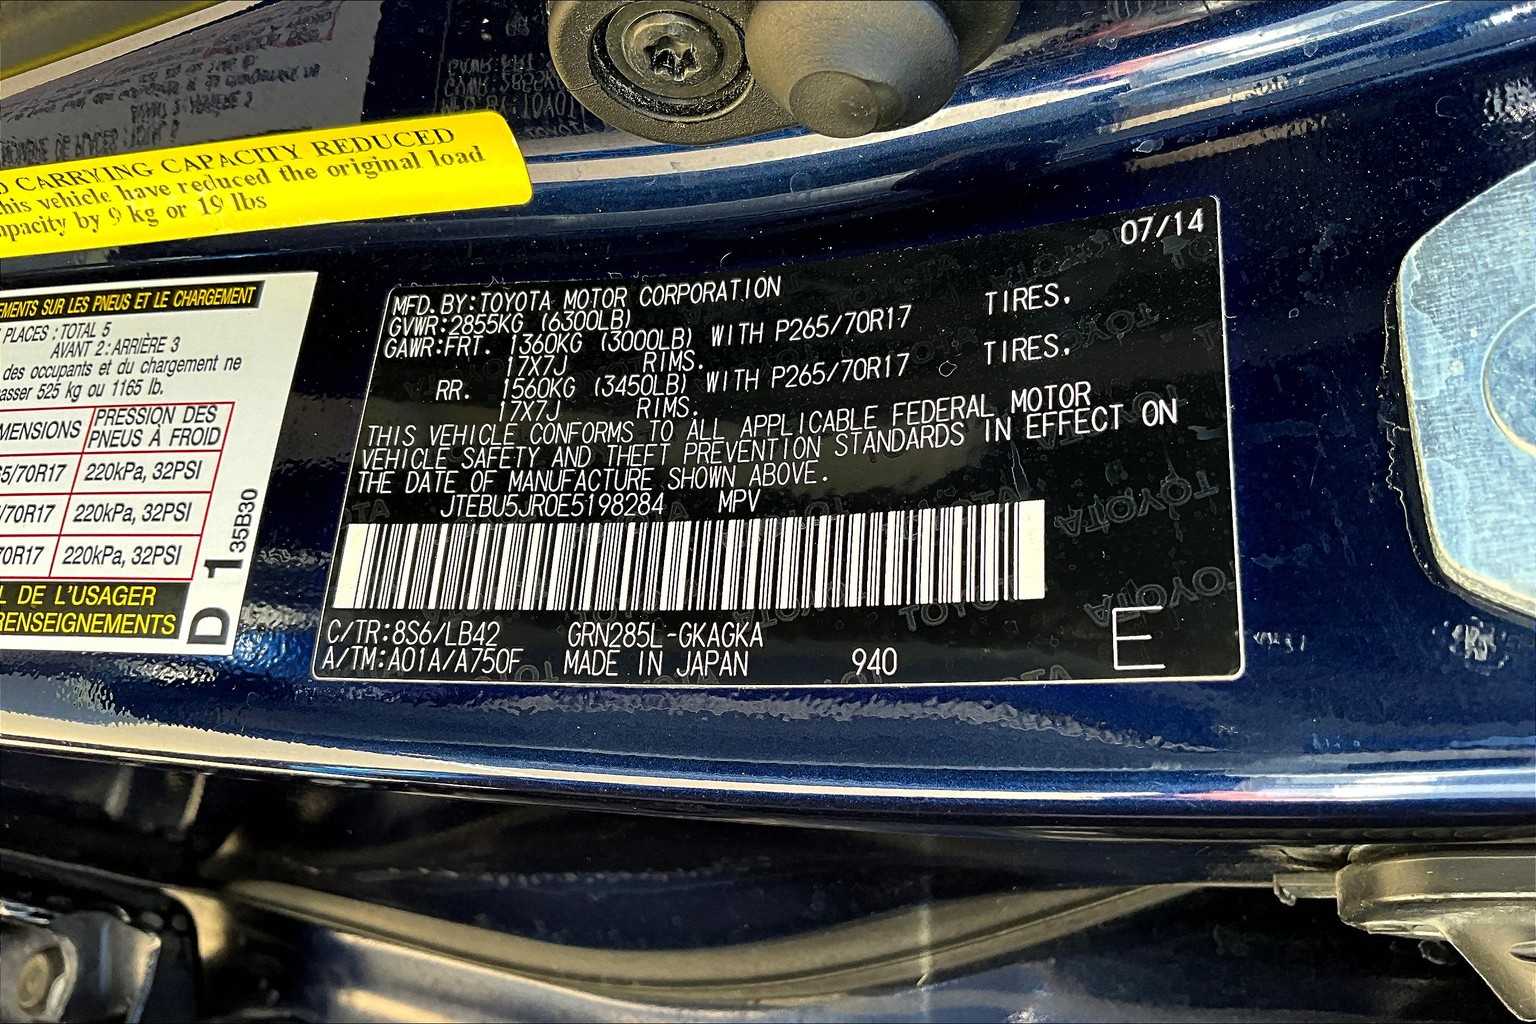 CARRYING CAPACITY REDUCED
this vehicle have reduced the original load
capacity by 9 kg or 19 lbs
EMENTS SUR LES PNEUS ET LE CHARGEMENT
PLACES : TOTAL 5
AVANT 2 : ARRIÈRE 3
des occupants et du chargement ne
asser 525 kg ou 1165 lb.
MENSIONS PRESSION DES PNEUS À FROID
5/70R17 220kPa, 32PSI
/70R17 220kPa, 32PSI
70R17 220kPa, 32PSI
L DE L'USAGER
RENSEIGNEMENTS
D 1 35B30
07/14
MFD. BY: TOYOTA MOTOR CORPORATION
GVWR: 2855KG (6300LB)
GAWR: FRT. 1360KG (3000LB) WITH P265/70R17 TIRES.
17X7J RIMS.
RR. 1560KG (3450LB) WITH P265/70R17 TIRES.
17X7J RIMS.
THIS VEHICLE CONFORMS TO ALL APPLICABLE FEDERAL MOTOR
VEHICLE SAFETY AND THEFT PREVENTION STANDARDS IN EFFECT ON
THE DATE OF MANUFACTURE SHOWN ABOVE.
JTEBU5JR0E5198284 MPV
C/TR: 8S6/LB42 GRN285L-GKAGKA
A/TM: A01A/A750F MADE IN JAPAN 940 E